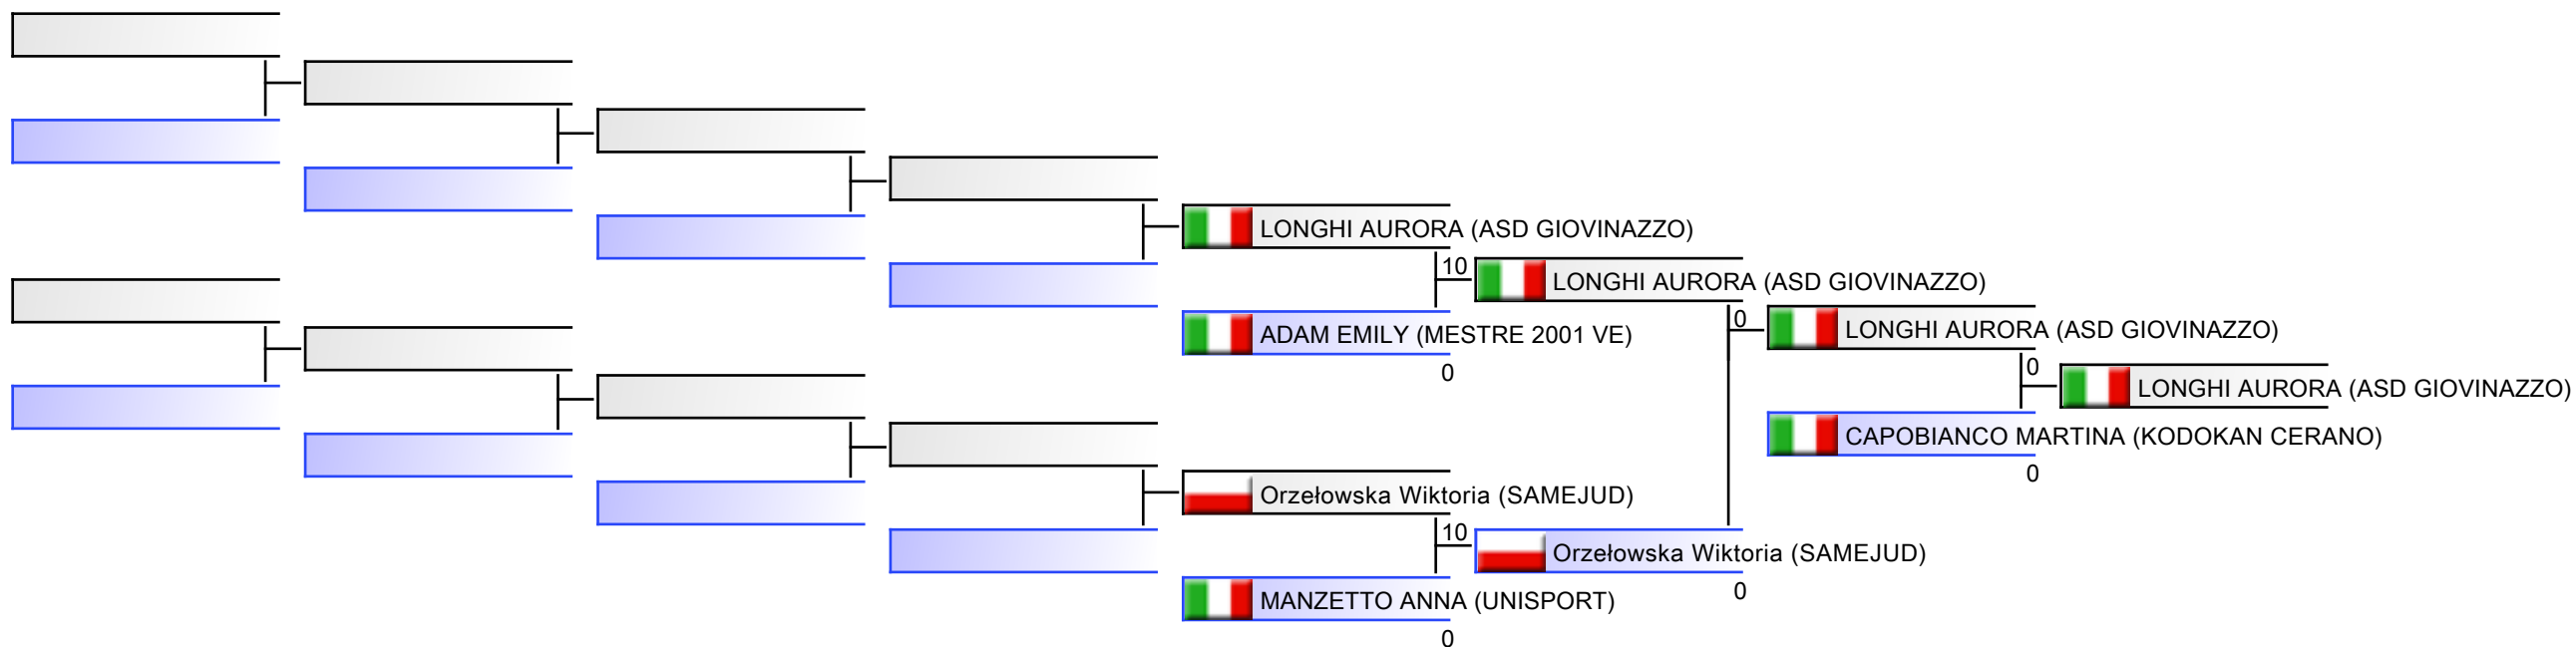 LONGHI AURORA (ASD GIOVINAZZO)
10
LONGHI AURORA (ASD GIOVINAZZO)
ADAM EMILY (MESTRE 2001 VE)
0
0
LONGHI AURORA (ASD GIOVINAZZO)
0
LONGHI AURORA (ASD GIOVINAZZO)
CAPOBIANCO MARTINA (KODOKAN CERANO)
0
Orzełowska Wiktoria (SAMEJUD)
10
Orzełowska Wiktoria (SAMEJUD)
0
MANZETTO ANNA (UNISPORT)
0